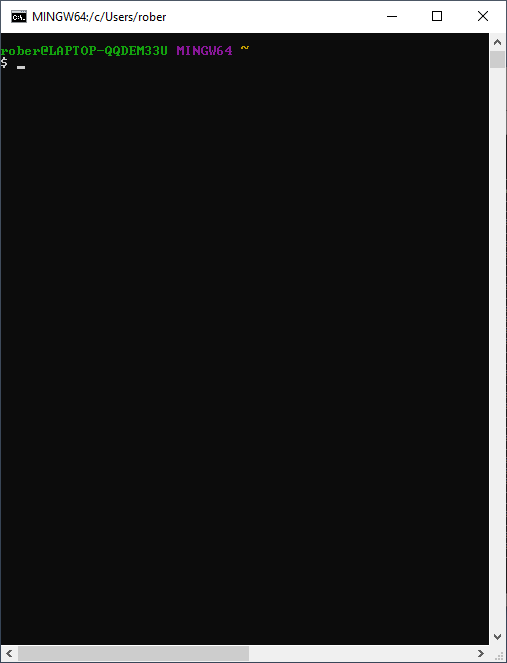 MINGW64:/c/Users/rober
rober@LAPTOP-QQDEM33U MINGW64 ~
$